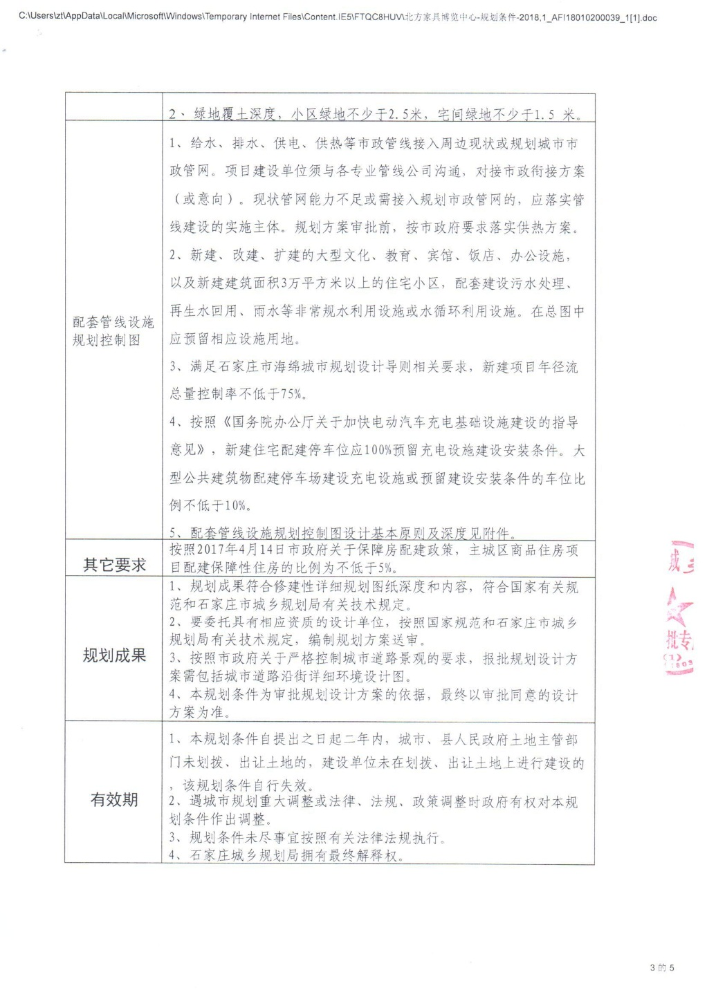 C:\Users\zt\AppData\Local\Microsoft\Windows\Temporary Internet Files\Content.IE5\FTQC8HUV\北方家具博览中心-规划条件-2018,1_AFI18010200039_1[1].doc
2、绿地覆土深度，小区绿地不少于2.5米，宅间绿地不少于1.5 米。
配套管线设施
规划控制图
1、给水、排水、供电、供热等市政管线接入周边现状或规划城市市
政管网。项目建设单位须与各专业管线公司沟通，对接市政衔接方案
（或意向）。现状管网能力不足或需接入规划市政管网的，应落实管
线建设的实施主体。规划方案审批前，按市政府要求落实供热方案。
2、新建、改建、扩建的大型文化、教育、宾馆、饭店、办公设施，
以及新建建筑面积3万平方米以上的住宅小区，配套建设污水处理、
再生水回用、雨水等非常规水利用设施或水循环利用设施。在总图中
应预留相应设施用地。
3、满足石家庄市海绵城市规划设计导则相关要求，新建项目年径流
总量控制率不低于75%。
4、按照《国务院办公厅关于加快电动汽车充电基础设施建设的指导
意见》，新建住宅配建停车位应100%预留充电设施建设安装条件。大
型公共建筑物配建停车场建设充电设施或预留建设安装条件的车位比
例不低于10%。
5、配套管线设施规划控制图设计基本原则及深度见附件。
其它要求
按照2017年4月14日市政府关于保障房配建政策，主城区商品住房项
目配建保障性住房的比例为不低于5%。
规划成果
1、规划成果符合修建性详细规划图纸深度和内容，符合国家有关规
范和石家庄市城乡规划局有关技术规定。
2、要委托具有相应资质的设计单位，按照国家规范和石家庄市城乡
规划局有关技术规定，编制规划方案送审。
3、按照市政府关于严格控制城市道路景观的要求，报批规划设计方
案需包括城市道路沿街详细环境设计图。
4、本规划条件为审批规划设计方案的依据，最终以审批同意的设计
方案为准。
有效期
1、本规划条件自提出之日起二年内，城市、县人民政府土地主管部
门未划拨、出让土地的，建设单位未在划拨、出让土地上进行建设的
，该规划条件自行失效。
2、遇城市规划重大调整或法律、法规、政策调整时政府有权对本规
划条件作出调整。
3、规划条件未尽事宜按照有关法律法规执行。
4、石家庄城乡规划局拥有最终解释权。
批专
(1)
3 的 5